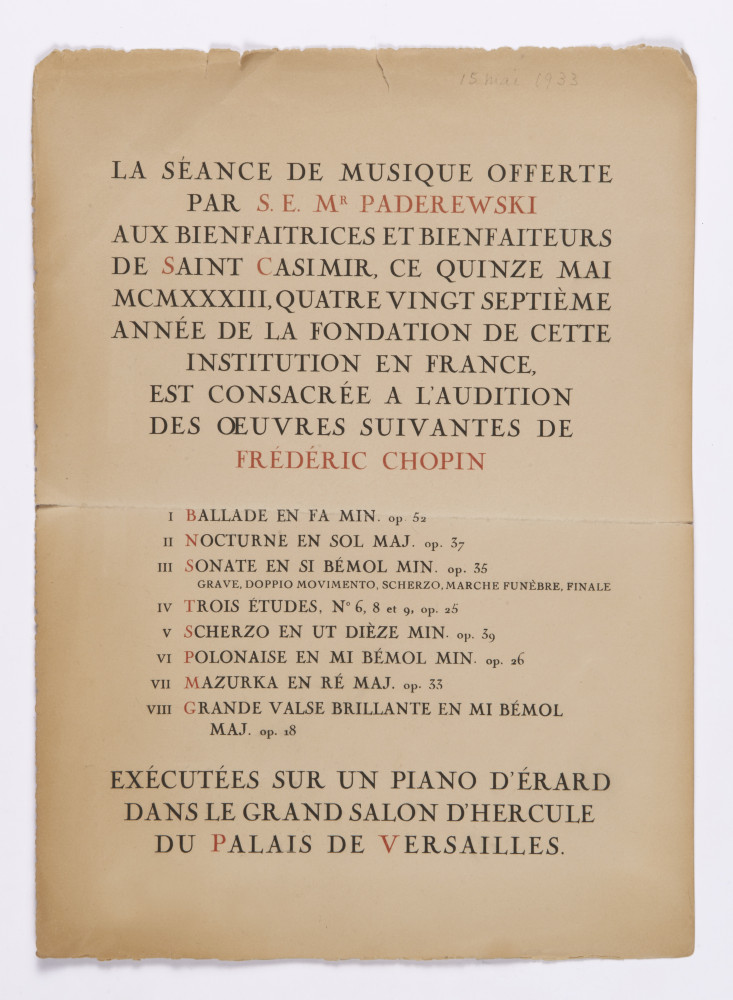 15 mai 1933
LA SÉANCE DE MUSIQUE OFFERTE
PAR S. E. Mᴿ PADEREWSKI
AUX BIENFAITRICES ET BIENFAITEURS
DE SAINT CASIMIR, CE QUINZE MAI
MCMXXXIII, QUATRE VINGT SEPTIÈME
ANNÉE DE LA FONDATION DE CETTE
INSTITUTION EN FRANCE,
EST CONSACRÉE A L'AUDITION
DES ŒUVRES SUIVANTES DE
FRÉDÉRIC CHOPIN
I BALLADE EN FA MIN. op. 52
II NOCTURNE EN SOL MAJ. op. 37
III SONATE EN SI BÉMOL MIN. op. 35
GRAVE, DOPPIO MOVIMENTO, SCHERZO, MARCHE FUNÈBRE, FINALE
IV TROIS ÉTUDES, Nº 6, 8 et 9, op. 25
V SCHERZO EN UT DIÈZE MIN. op. 39
VI POLONAISE EN MI BÉMOL MIN. op. 26
VII MAZURKA EN RÉ MAJ. op. 33
VIII GRANDE VALSE BRILLANTE EN MI BÉMOL
MAJ. op. 18
EXÉCUTÉES SUR UN PIANO D'ÉRARD
DANS LE GRAND SALON D'HERCULE
DU PALAIS DE VERSAILLES.